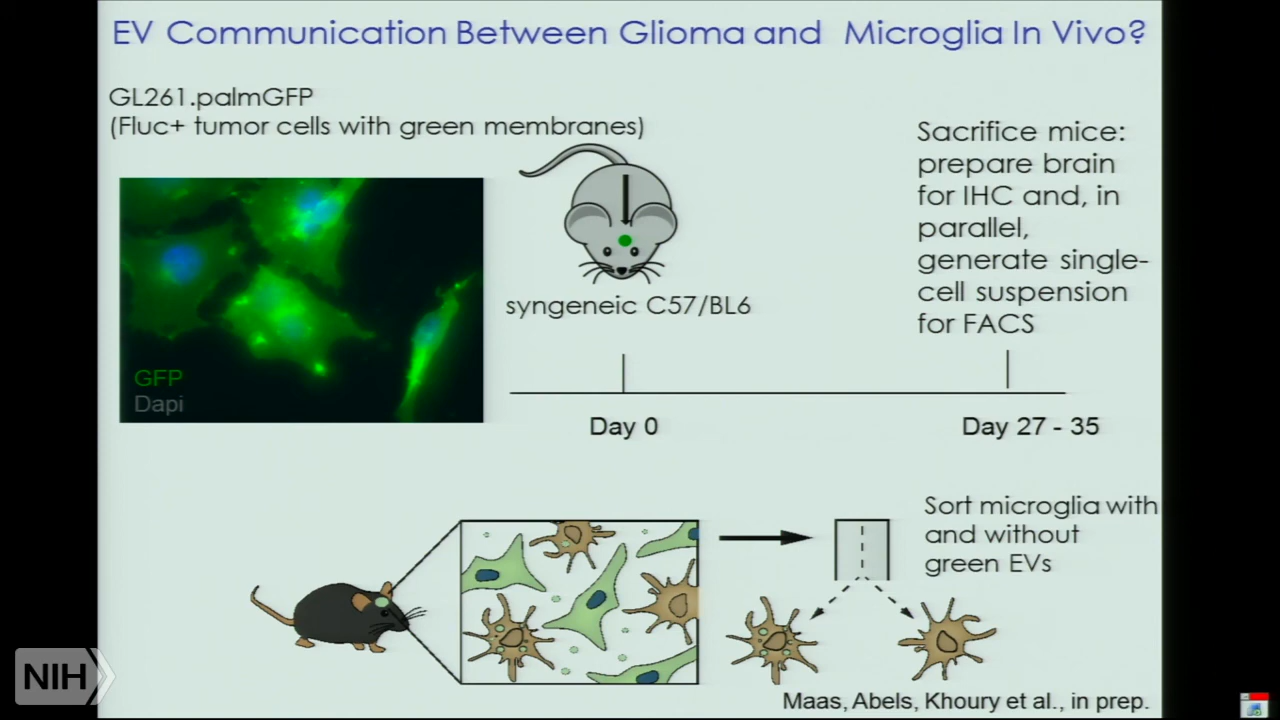 EV Communication Between Glioma and Microglia In Vivo?
GL261.palmGFP
(Fluc+ tumor cells with green membranes)
Sacrifice mice:
prepare brain
for IHC and, in
parallel,
generate single-
cell suspension
for FACS
syngeneic C57/BL6
GFP
Dapi
Day 0
Day 27 - 35
Sort microglia with
and without
green EVs
NIH
Maas, Abels, Khoury et al., in prep.